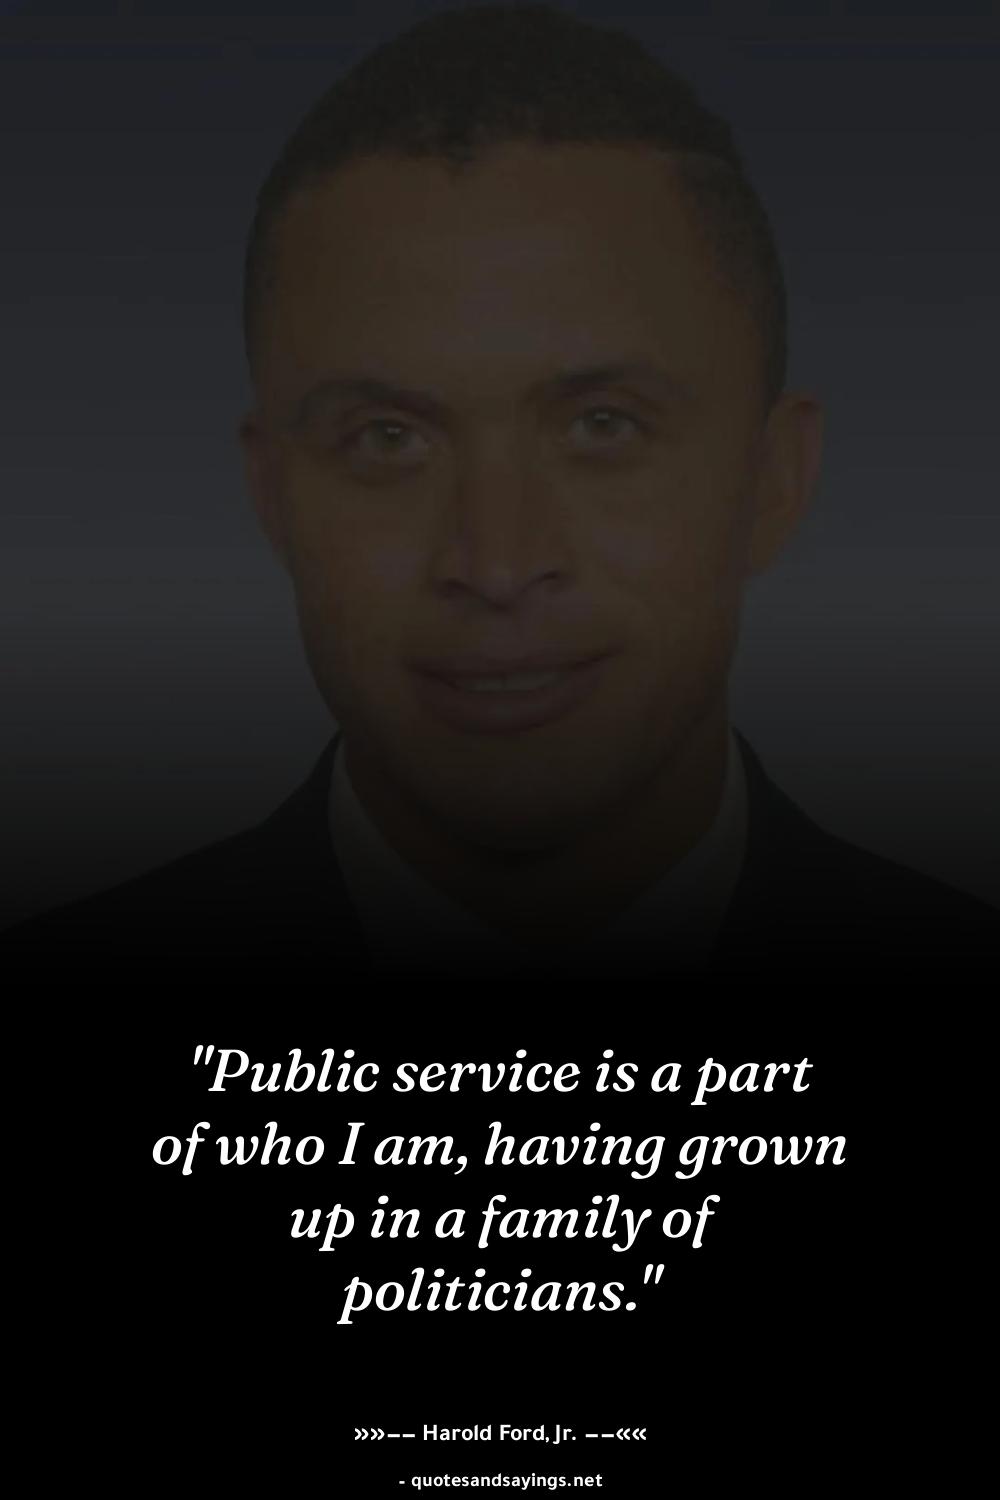 "Public service is a part
of who I am, having grown
up in a family of
politicians."
»»–– Harold Ford, Jr. ––««
- quotesandsayings.net